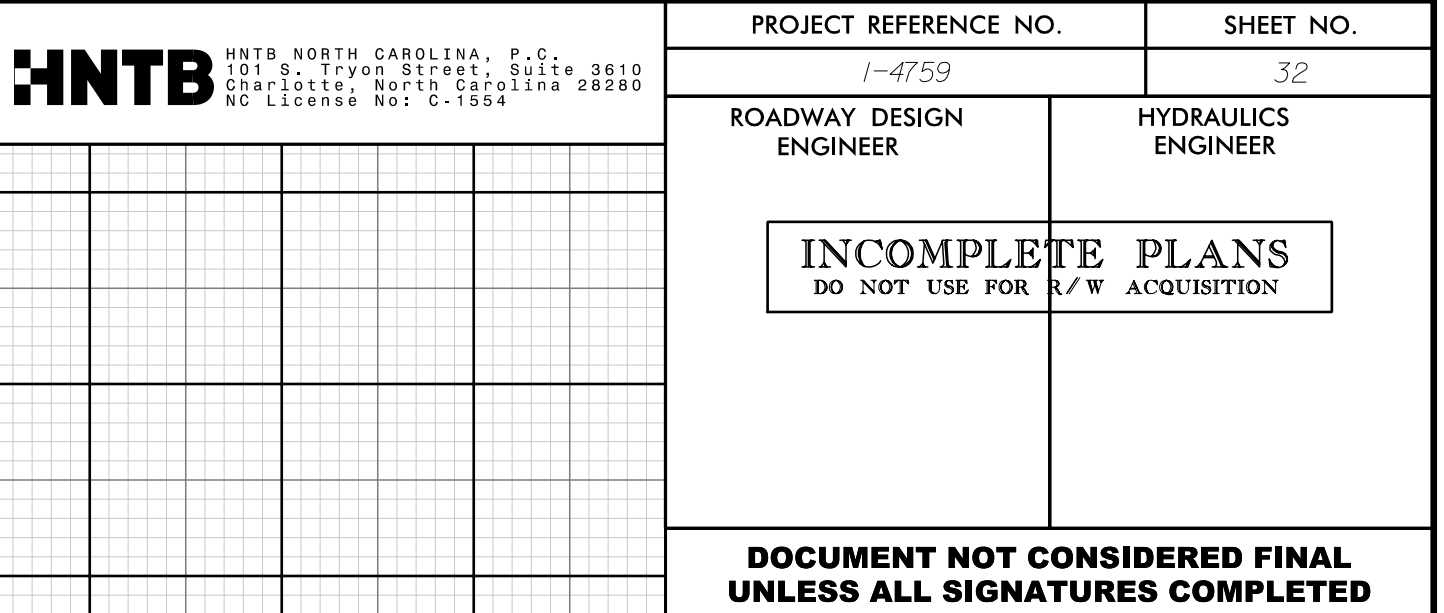 HNTB
HNTB NORTH CAROLINA, P.C.
101 S. Tryon Street, Suite 3610
Charlotte, North Carolina 28280
NC License No: C-1554
PROJECT REFERENCE NO.
SHEET NO.
I-4759
32
ROADWAY DESIGN
ENGINEER
HYDRAULICS
ENGINEER
INCOMPLETE PLANS
DO NOT USE FOR R/W ACQUISITION
DOCUMENT NOT CONSIDERED FINAL
UNLESS ALL SIGNATURES COMPLETED